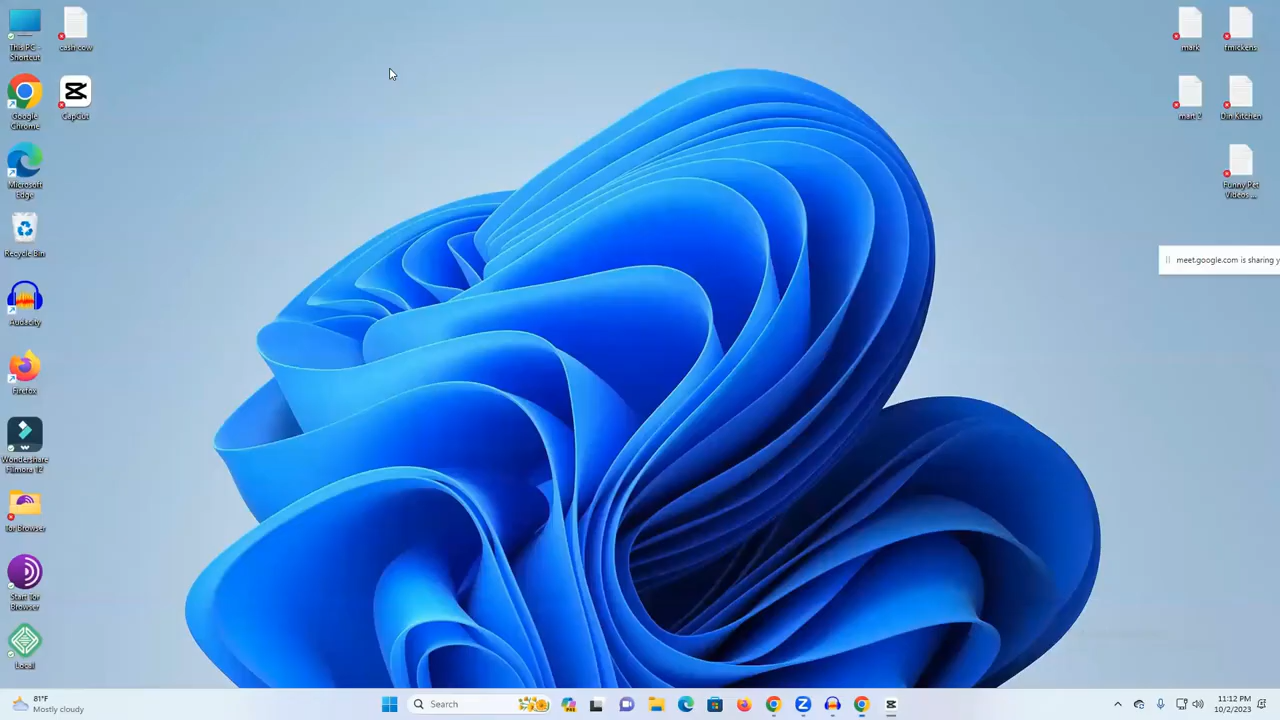 This PC - Shortcut
cash cow
Google Chrome
CapCut
Microsoft Edge
Recycle Bin
Audacity
Firefox
Wondershare Filmora 12
Tor Browser
Start Tor Browser
Local
mark
fmickens
mart 2
Din Kitchen
Funny Pet Videos ...
meet.google.com is sharing y
81°F
Mostly cloudy
Search
11:12 PM
10/2/2023